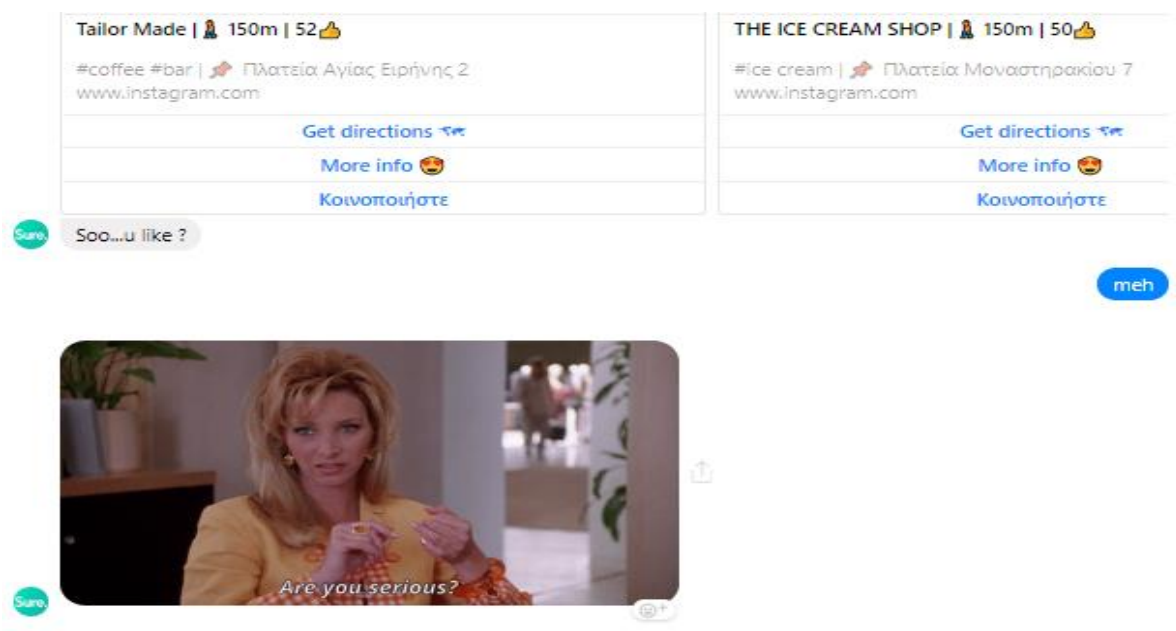 Tailor Made | 🧍 150m | 52👍
#coffee #bar | 📌 Πλατεία Αγίας Ειρήνης 2
www.instagram.com
Get directions 🗺
More info 😍
Κοινοποιήστε
THE ICE CREAM SHOP | 🧍 150m | 50👍
#ice cream | 📌 Πλατεία Μοναστηρακίου 7
www.instagram.com
Get directions 🗺
More info 😍
Κοινοποιήστε
Sure.
Soo...u like ?
meh
Are you serious?
Sure.